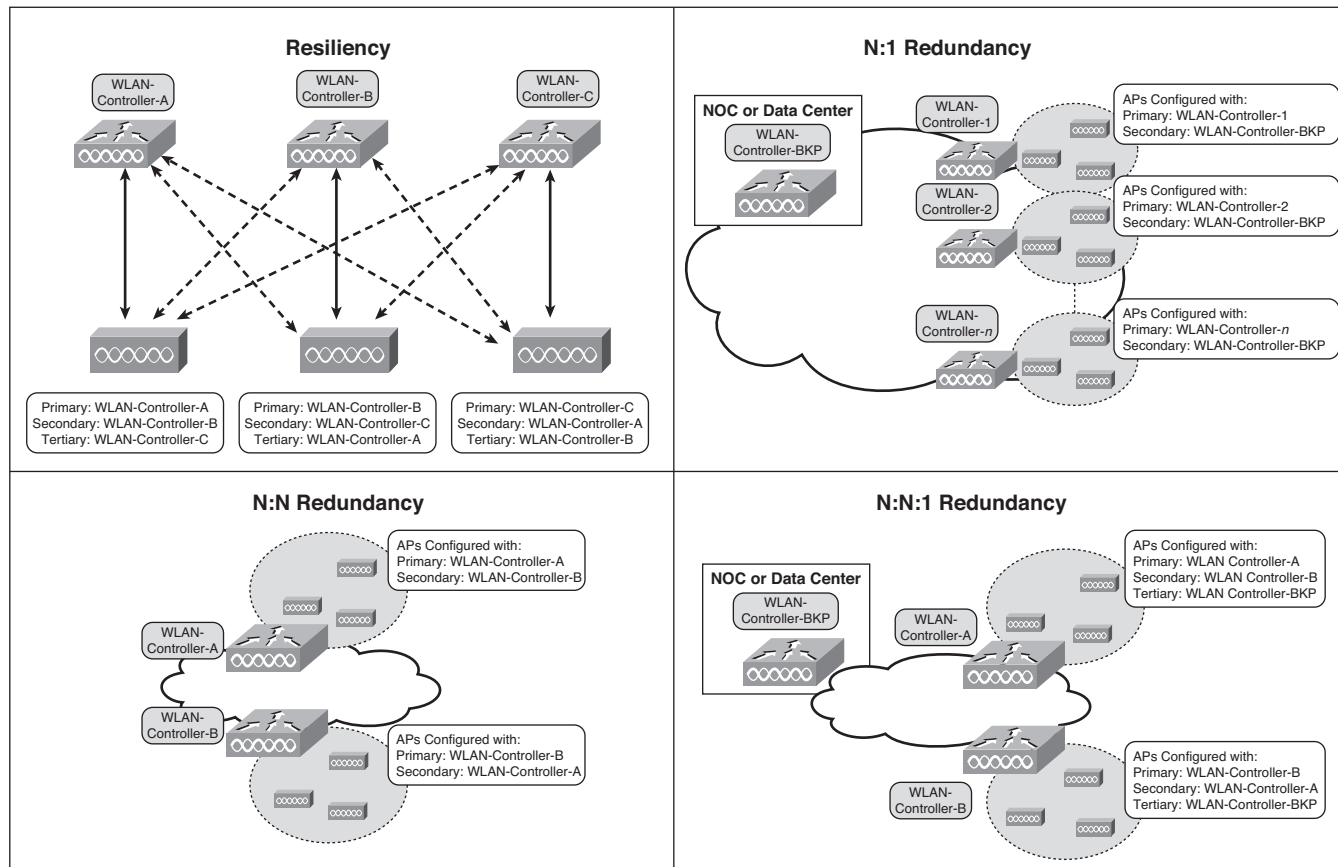 Resiliency
WLAN-
Controller-A
WLAN-
Controller-B
WLAN-
Controller-C
Primary: WLAN-Controller-A
Secondary: WLAN-Controller-B
Tertiary: WLAN-Controller-C
Primary: WLAN-Controller-B
Secondary: WLAN-Controller-C
Tertiary: WLAN-Controller-A
Primary: WLAN-Controller-C
Secondary: WLAN-Controller-A
Tertiary: WLAN-Controller-B
N:1 Redundancy
NOC or Data Center
WLAN-
Controller-BKP
WLAN-
Controller-1
APs Configured with:
Primary: WLAN-Controller-1
Secondary: WLAN-Controller-BKP
WLAN-
Controller-2
APs Configured with:
Primary: WLAN-Controller-2
Secondary: WLAN-Controller-BKP
WLAN-
Controller-n
APs Configured with:
Primary: WLAN-Controller-n
Secondary: WLAN-Controller-BKP
N:N Redundancy
APs Configured with:
Primary: WLAN-Controller-A
Secondary: WLAN-Controller-B
WLAN-
Controller-A
WLAN-
Controller-B
APs Configured with:
Primary: WLAN-Controller-B
Secondary: WLAN-Controller-A
N:N:1 Redundancy
NOC or Data Center
WLAN-
Controller-BKP
WLAN-
Controller-A
APs Configured with:
Primary: WLAN Controller-A
Secondary: WLAN Controller-B
Tertiary: WLAN Controller-BKP
WLAN-
Controller-B
APs Configured with:
Primary: WLAN-Controller-B
Secondary: WLAN-Controller-A
Tertiary: WLAN-Controller-BKP